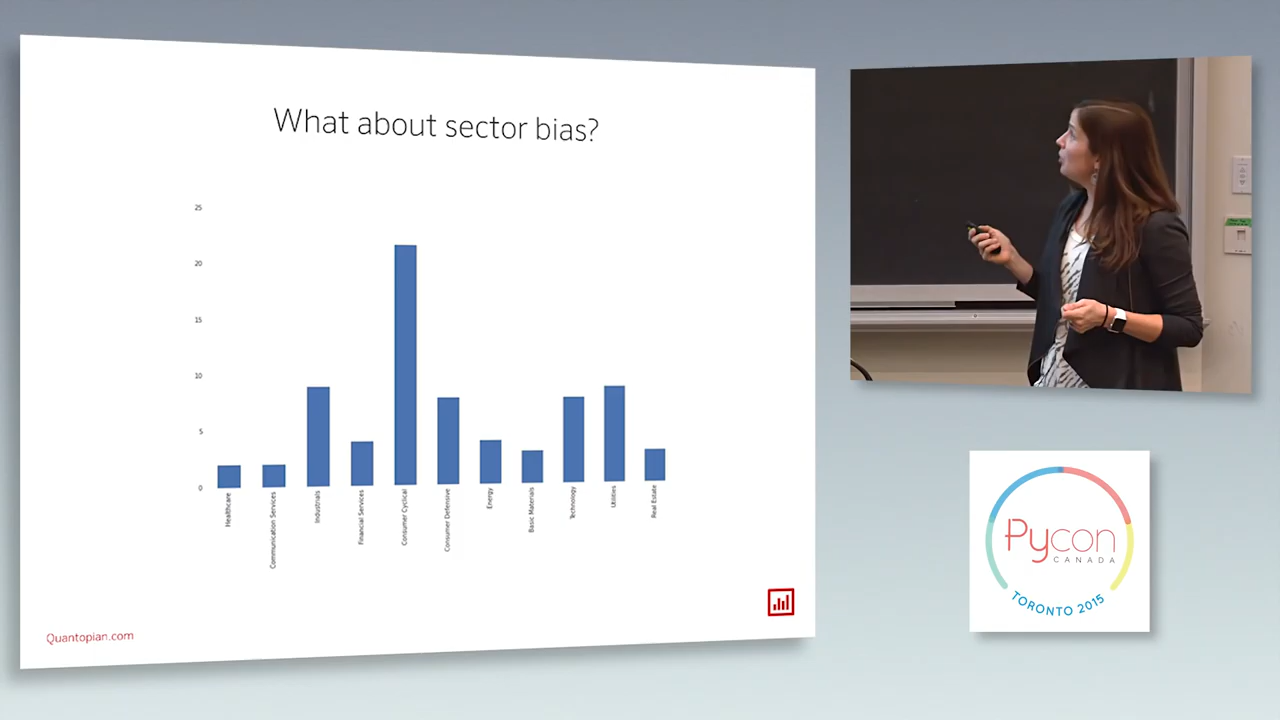 What about sector bias?
25
20
15
10
5
0
Healthcare
Communication Services
Industrials
Financial Services
Consumer Cyclical
Consumer Defensive
Energy
Basic Materials
Technology
Utilities
Real Estate
Quantopian.com
Pycon
CANADA
TORONTO 2015